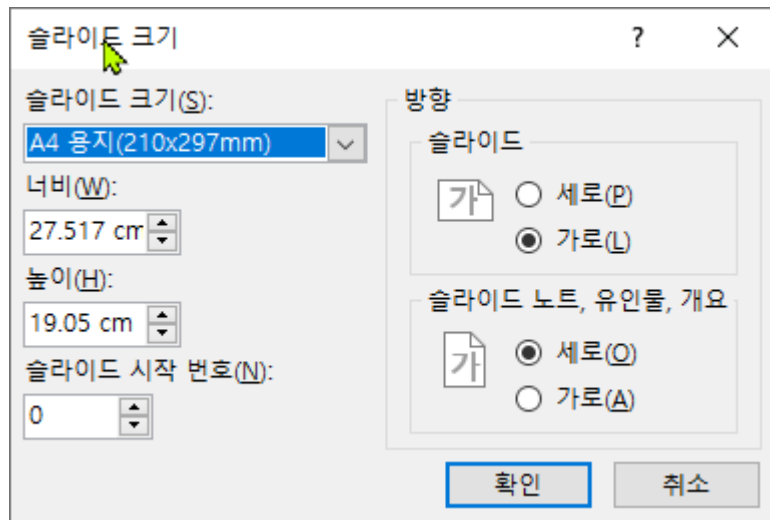 슬라이드 크기
슬라이드 크기(S):
A4 용지(210x297mm)
너비(W):
27.517 cm
높이(H):
19.05 cm
슬라이드 시작 번호(N):
0
방향
슬라이드
가
세로(P)
가로(L)
슬라이드 노트, 유인물, 개요
가
세로(O)
가로(A)
확인
취소